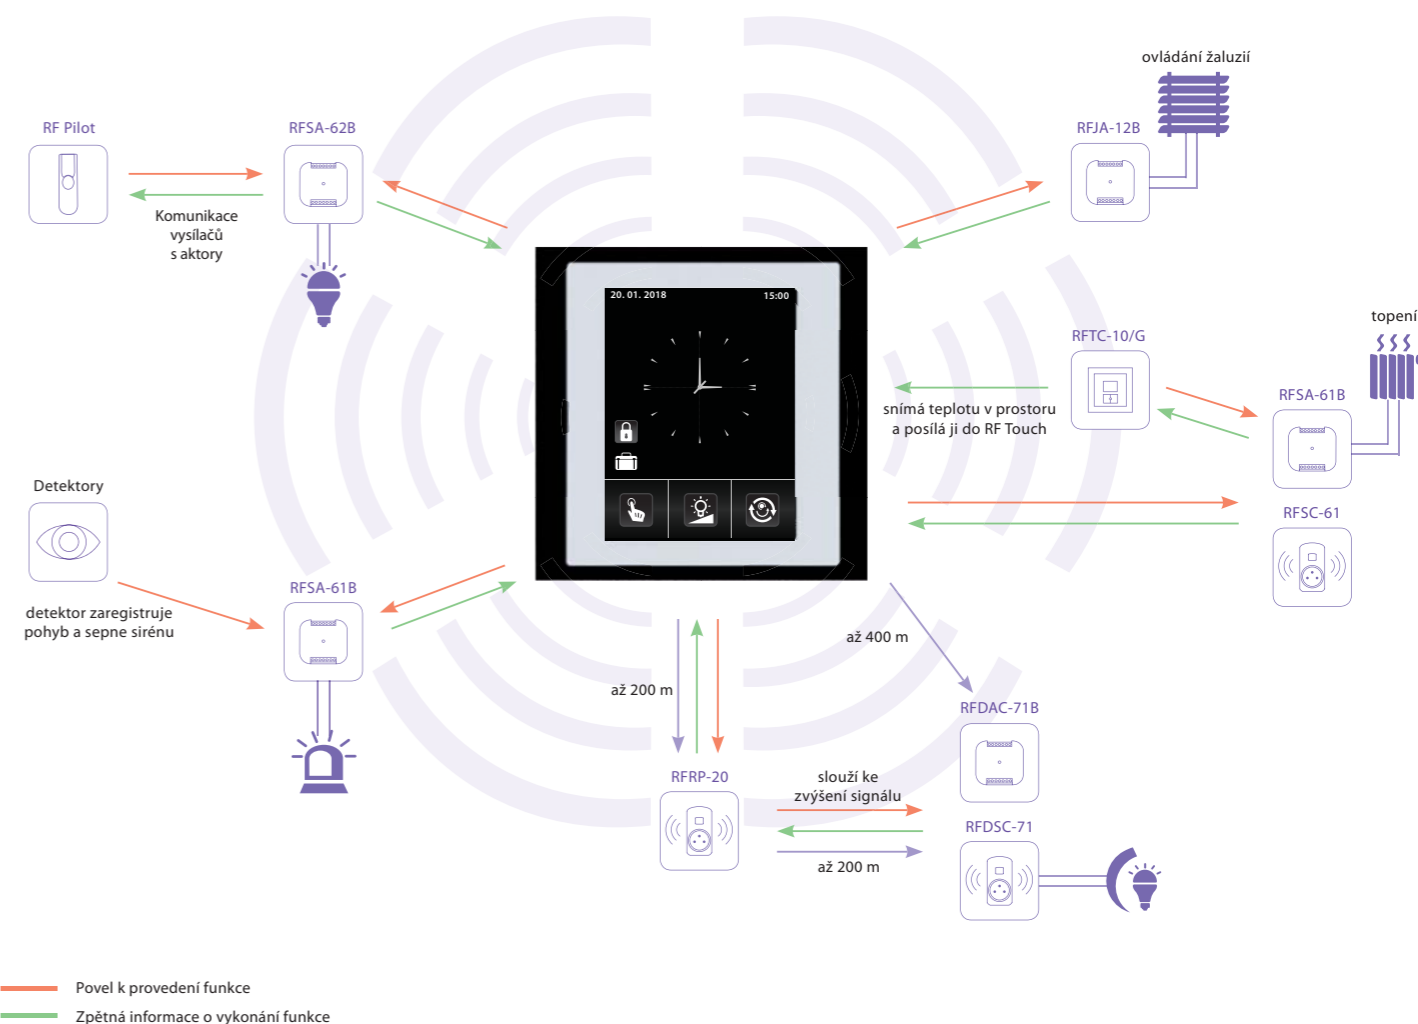 ovládání žaluzií
RF Pilot
RFSA-62B
RFJA-12B
Komunikace
vysílačů
s aktory
20. 01. 2018
15:00
topení
RFTC-10/G
snímá teplotu v prostoru
a posílá ji do RF Touch
RFSA-61B
Detektory
RFSC-61
RFSA-61B
detektor zaregistruje
pohyb a sepne sirénu
až 400 m
až 200 m
RFDAC-71B
RFRP-20
slouží ke
zvýšení signálu
RFDSC-71
až 200 m
Povel k provedení funkce
Zpětná informace o vykonání funkce